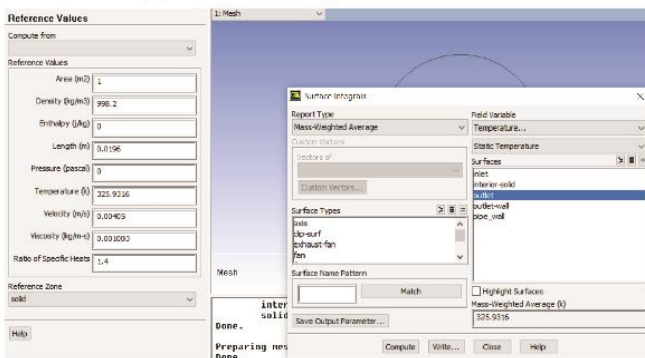 Reference Values
Compute from
Reference Values
Area (m2) 1
Density (kg/m3) 998.2
Enthalpy (j/kg) 0
Length (m) 0.0196
Pressure (pascal) 0
Temperature (k) 325.9316
Velocity (m/s) 0.00405
Viscosity (kg/m-s) 0.001003
Ratio of Specific Heats 1.4
Reference Zone
solid
Help
1: Mesh
Mesh
inter
solid
Done.
Preparing mes
Done
Surface Integrals
Report Type
Mass-Weighted Average
Custom Vectors
Vectors of
Custom Vectors...
Surface Types
axis
clip-surf
exhaust-fan
fan
Surface Name Pattern
Match
Save Output Parameter...
Field Variable
Temperature...
Static Temperature
Surfaces
inlet
interior-solid
outlet
outlet-wall
pipe_wall
Highlight Surfaces
Mass-Weighted Average (k)
325.9316
Compute Write... Close Help